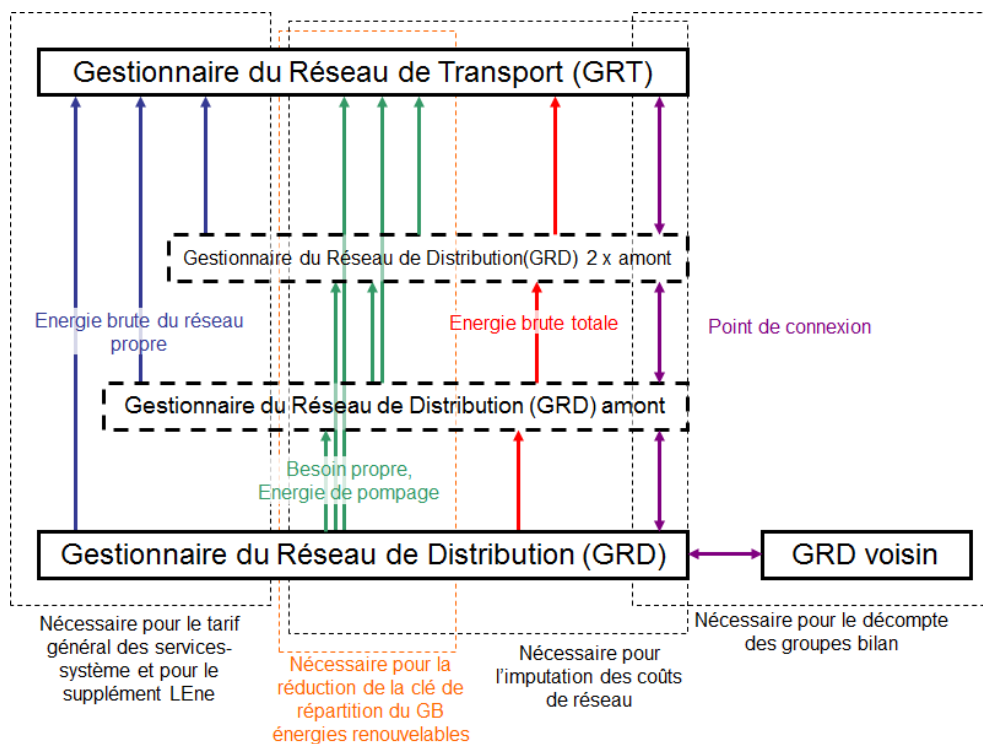 Gestionnaire du Réseau de Transport (GRT)
Gestionnaire du Réseau de Distribution(GRD) 2 x amont
Energie brute du réseau
propre
Energie brute totale
Point de connexion
Gestionnaire du Réseau de Distribution (GRD) amont
Besoin propre,
Energie de pompage
Gestionnaire du Réseau de Distribution (GRD)
GRD voisin
Nécessaire pour le tarif
général des services-
système et pour le
supplément LEne
Nécessaire pour la
réduction de la clé de
répartition du GB
énergies renouvelables
Nécessaire pour
l'imputation des coûts
de réseau
Nécessaire pour le décompte
des groupes bilan